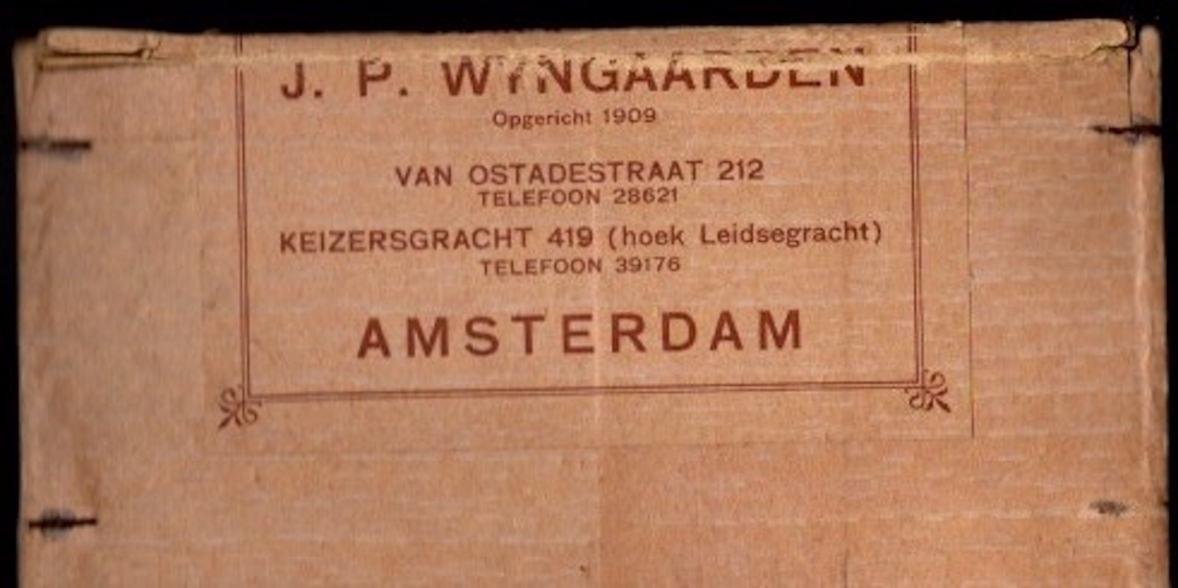 J. P. WYNGAARDEN
Opgericht 1909
VAN OSTADESTRAAT 212
TELEFOON 28621
KEIZERSGRACHT 419 (hoek Leidsegracht)
TELEFOON 39176
AMSTERDAM